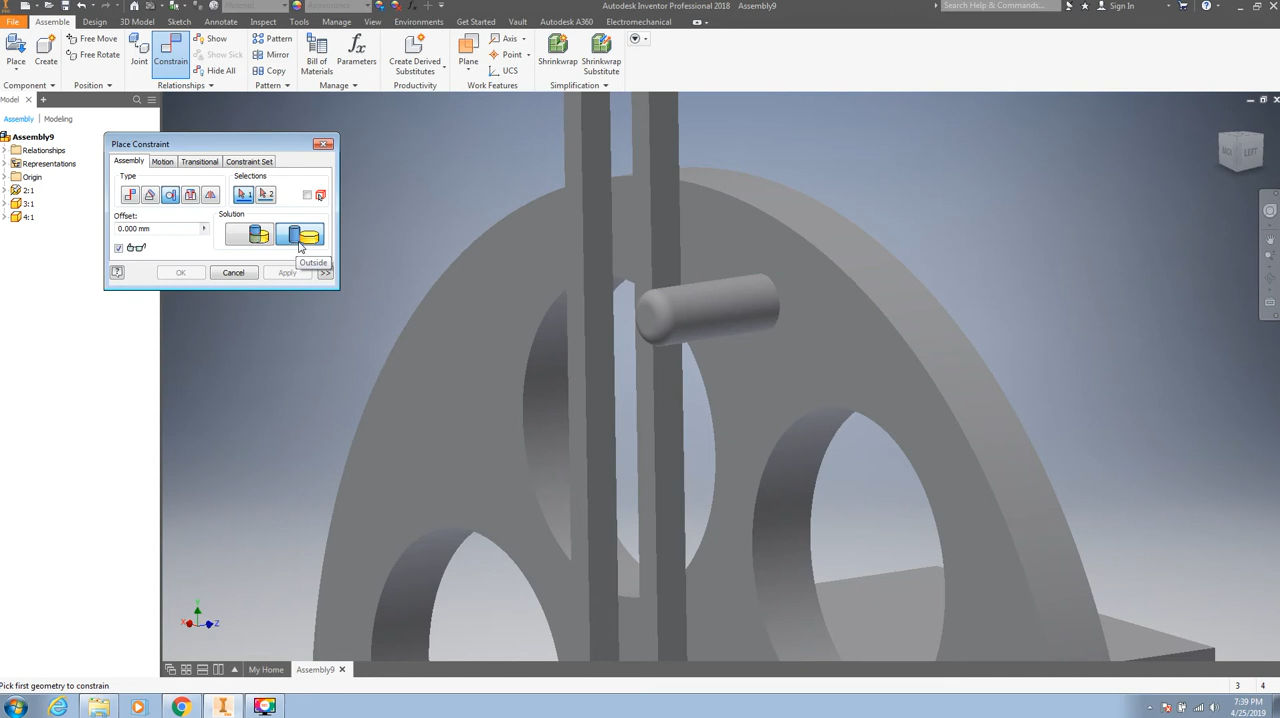 Material
Appearance
Autodesk Inventor Professional 2018   Assembly9
Search Help & Commands...
Sign In
File Assemble Design 3D Model Sketch Annotate Inspect Tools Manage View Environments Get Started Vault Autodesk A360 Electromechanical
Free Move
Free Rotate
Place Create
Show
Show Sick
Hide All
Joint Constrain
Pattern
Mirror
Copy
Bill of Materials
Parameters
Create Derived Substitutes
Plane
Axis
Point
UCS
Shrinkwrap
Shrinkwrap Substitute
Component Position Relationships Pattern Manage Productivity Work Features Simplification
Model
Assembly Modeling
Assembly9
Relationships
Representations
Origin
2:1
3:1
4:1
Place Constraint
Assembly Motion Transitional Constraint Set
Type Selections
1 2
Offset: Solution
0.000 mm
Outside
OK Cancel Apply >>
BACK LEFT
Y
X Z
My Home Assembly9
Pick first geometry to constrain
3 4
7:39 PM
4/25/2019